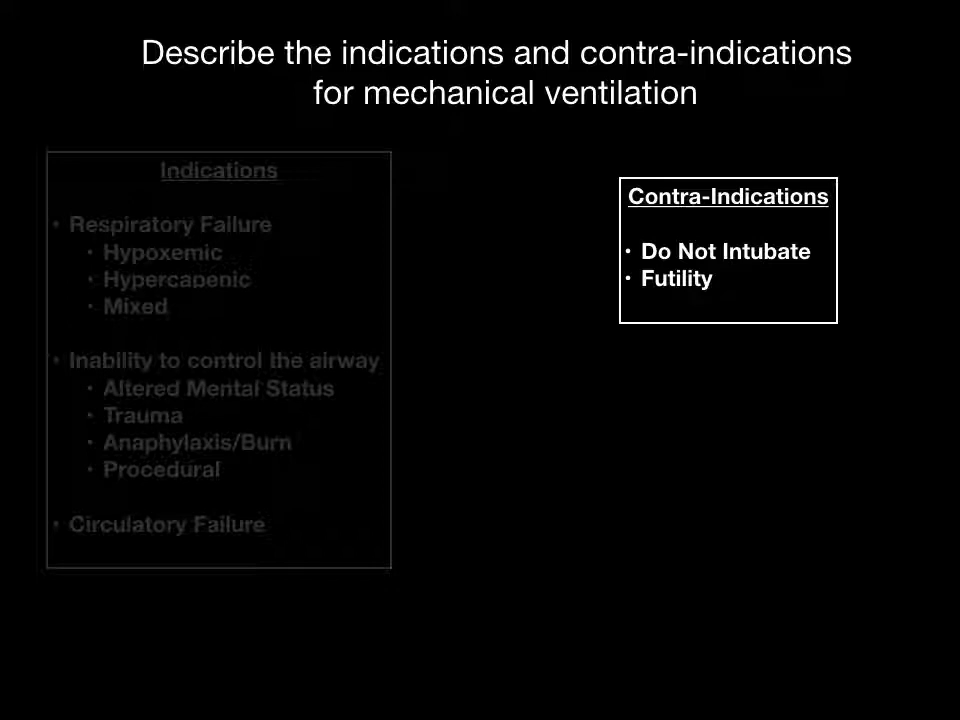 Describe the indications and contra-indications
for mechanical ventilation
Indications
• Respiratory Failure
• Hypoxemic
• Hypercapenic
• Mixed
• Inability to control the airway
• Altered Mental Status
• Trauma
• Anaphylaxis/Burn
• Procedural
• Circulatory Failure
Contra-Indications
• Do Not Intubate
• Futility